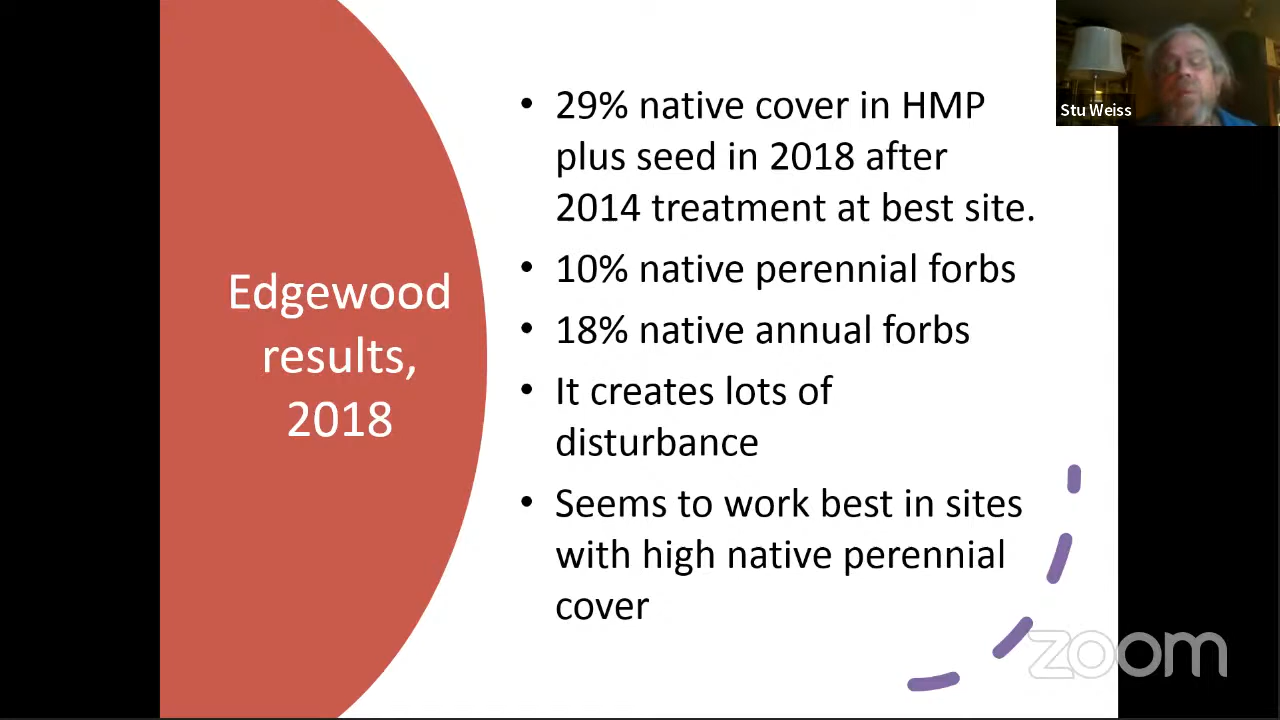 Edgewood
results,
2018
• 29% native cover in HMP
plus seed in 2018 after
2014 treatment at best site.
• 10% native perennial forbs
• 18% native annual forbs
• It creates lots of
disturbance
• Seems to work best in sites
with high native perennial
cover
Stu Weiss
zoom